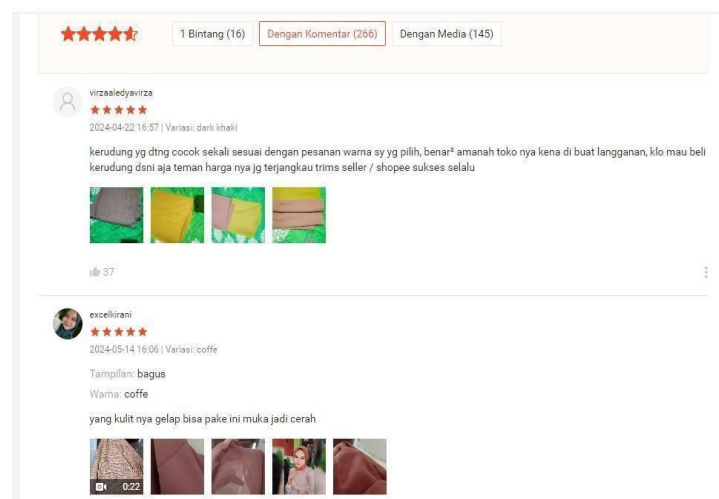 1 Bintang (16) Dengan Komentar (266) Dengan Media (145)
virzaaledyavirza
2024-04-22 16:57 | Variasi: dark khaki
kerudung yg dtng cocok sekali sesuai dengan pesanan warna sy yg pilih, benar² amanah toko nya kena di buat langganan, klo mau beli
kerudung dsni aja teman harga nya jg terjangkau trims seller / shopee sukses selalu
37
excelkirani
2024-05-14 16:06 | Variasi: coffe
Tampilan: bagus
Warna: coffe
yang kulit nya gelap bisa pake ini muka jadi cerah
0:22